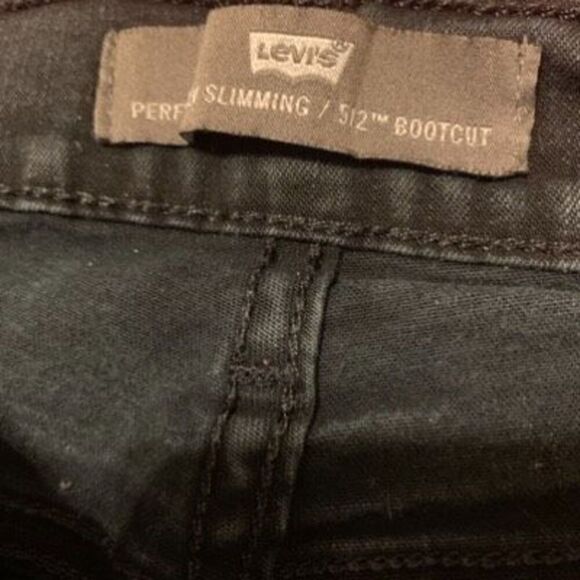 Levi's®
SLIMMING / 512™ BOOTCUT
PERF